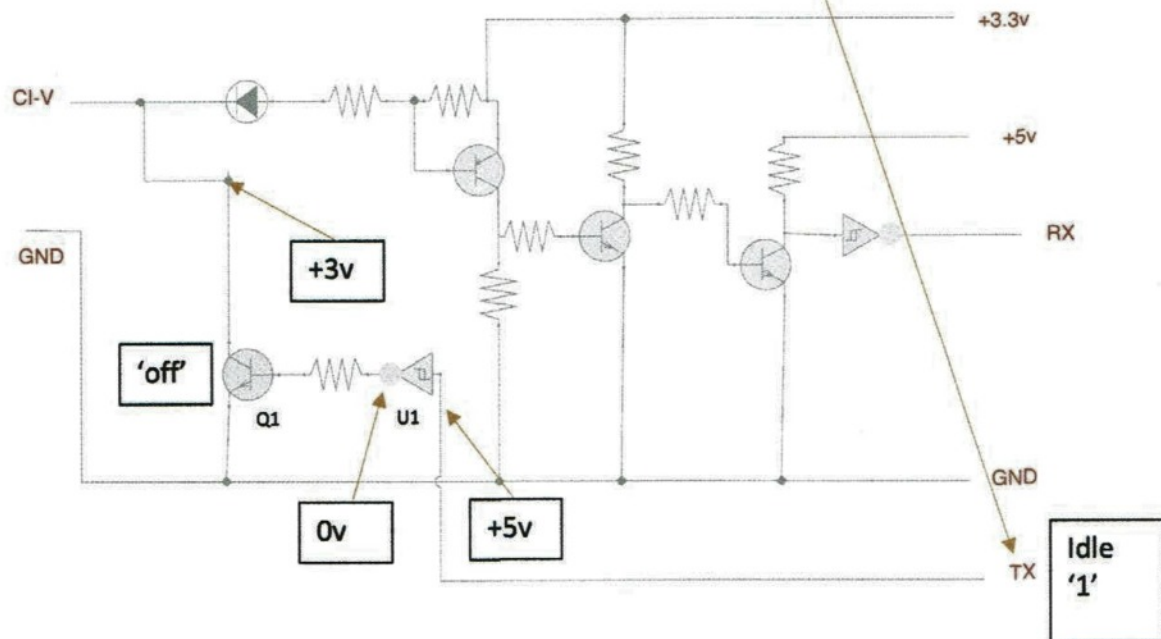 +3.3v
CI-V
+5v
GND
RX
+3v
'off'
Q1
U1
GND
0v
+5v
TX
Idle
'1'